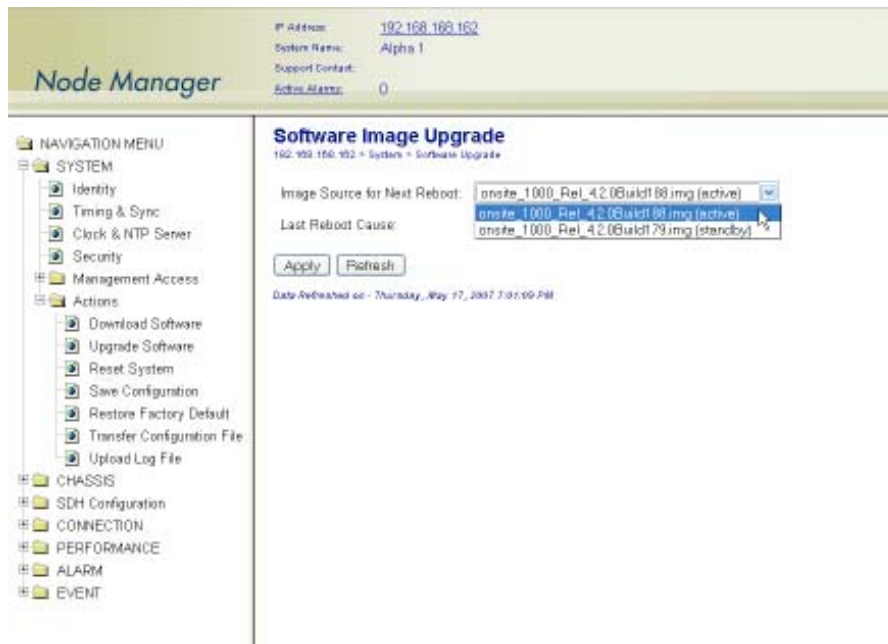 Node Manager
IP Address: 192.168.168.162
System Name: Alpha 1
Support Contact:
Active Alarms: 0
NAVIGATION MENU
SYSTEM
Identity
Timing & Sync
Clock & NTP Server
Security
Management Access
Actions
Download Software
Upgrade Software
Reset System
Save Configuration
Restore Factory Default
Transfer Configuration File
Upload Log File
CHASSIS
SDH Configuration
CONNECTION
PERFORMANCE
ALARM
EVENT
Software Image Upgrade
192.168.168.162 > System > Software Upgrade
Image Source for Next Reboot: onsite_1000_Rel_4.2.0Build188.img (active)
onsite_1000_Rel_4.2.0Build188.img (active)
onsite_1000_Rel_4.2.0Build179.img (standby)
Last Reboot Cause:
Apply Refresh
Data Refreshed on - Thursday, May 17, 2007 7:01:09 PM